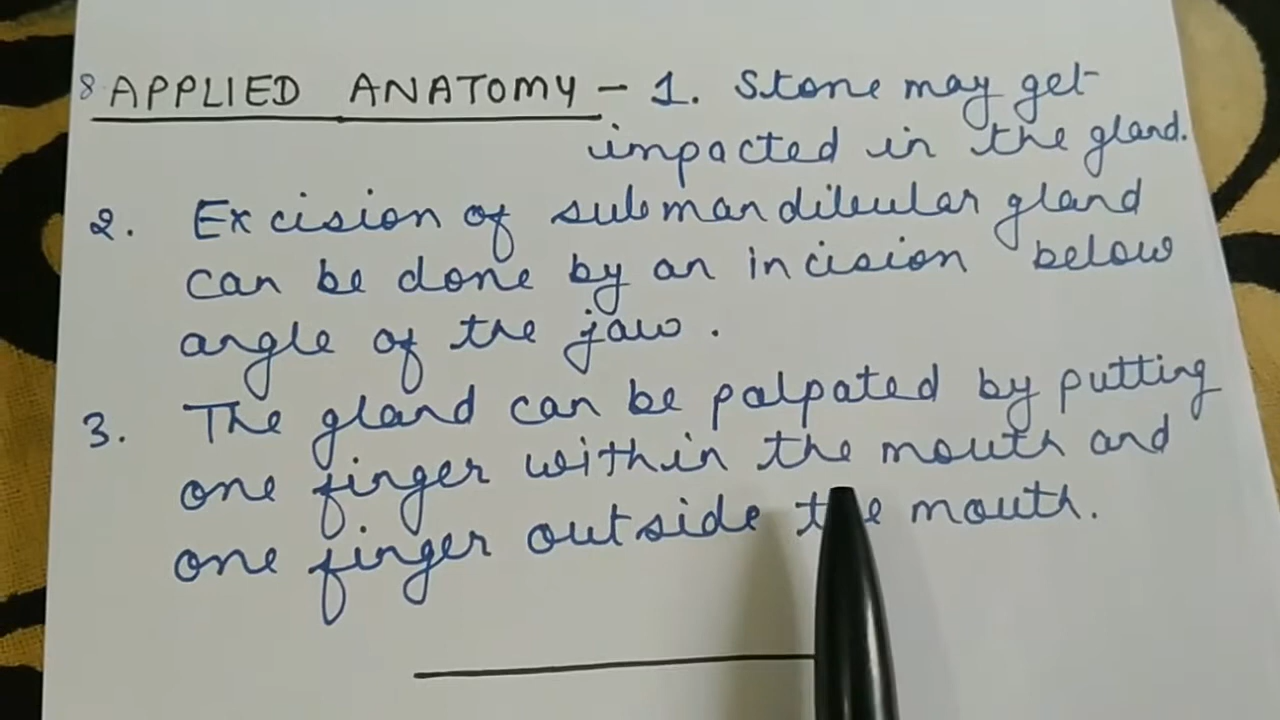 8. APPLIED ANATOMY - 1. Stone may get
impacted in the gland.
2. Excision of submandibular gland
can be done by an incision below
angle of the jaw.
3. The gland can be palpated by putting
one finger within the mouth and
one finger outside the mouth.